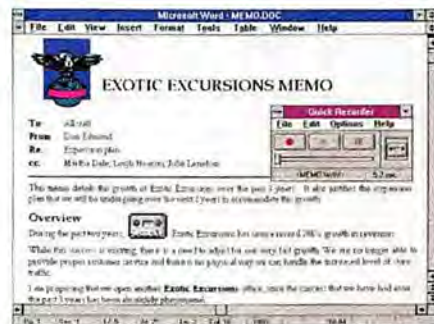 Microsoft Word - MEMO.DOC
File Edit View Insert Format Tools Table Window Help
EXOTIC EXCURSIONS MEMO
Quick Recorder
File Edit Options Help
To: All staff
From: Don Edmond
Re: Expansion plan
cc: Martha Dale, Leigh
This memo details the growth of Exotic Excursions over the past 3 years. It also justifies the expansion
plan that we will be undergoing over the next 2 years to accommodate the growth.
Overview
During the past two years, Exotic Excursions has experienced 200% growth in revenues.
While this success is exciting, there is a need to adjust for our very fast growth. We are no longer able to
provide proper customer service and there is no physical way we can handle the increased level of store
traffic.
I am proposing that we open another Exotic Excursions office, since the success that we have had over
the past 3 years has been an